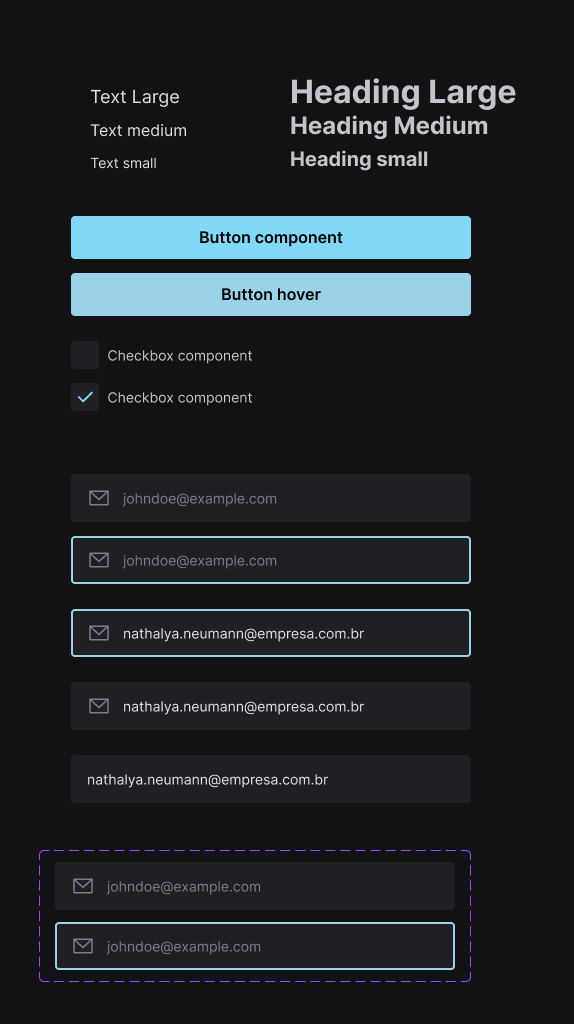 Text Large
Text medium
Text small
Heading Large
Heading Medium
Heading small
Button component
Button hover
Checkbox component
Checkbox component
johndoe@example.com
johndoe@example.com
nathalya.neumann@empresa.com.br
nathalya.neumann@empresa.com.br
nathalya.neumann@empresa.com.br
johndoe@example.com
johndoe@example.com